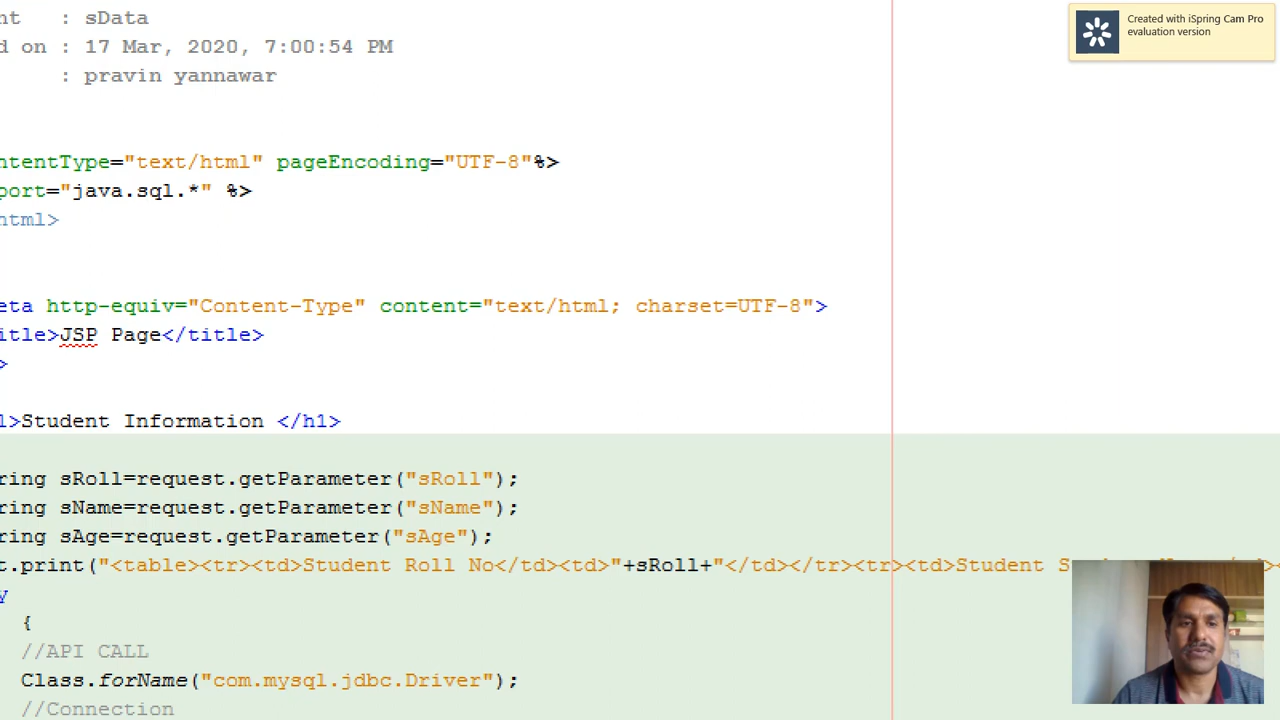 nt : sData
d on : 17 Mar, 2020, 7:00:54 PM
: pravin yannawar
Created with iSpring Cam Pro
evaluation version
ntentType="text/html" pageEncoding="UTF-8"%>
port="java.sql.*" %>
html>
eta http-equiv="Content-Type" content="text/html; charset=UTF-8">
itle>JSP Page</title>
>
1>Student Information </h1>
ring sRoll=request.getParameter("sRoll");
ring sName=request.getParameter("sName");
ring sAge=request.getParameter("sAge");
t.print("<table><tr><td>Student Roll No</td><td>"+sRoll+"</td></tr><tr><td>Student
y
{
//API CALL
Class.forName("com.mysql.jdbc.Driver");
//Connection